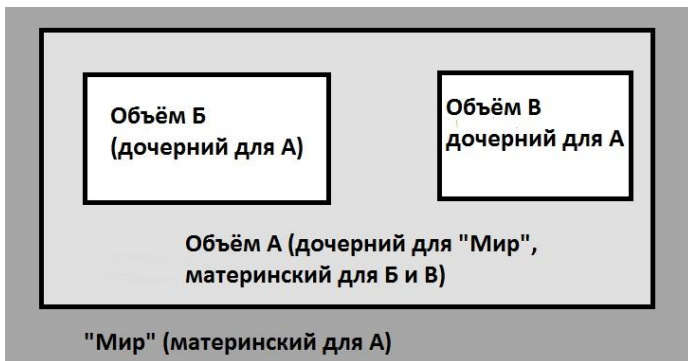 Объём Б
(дочерний для А)
Объём В
дочерний для А
Объём А (дочерний для "Мир",
материнский для Б и В)
"Мир" (материнский для А)